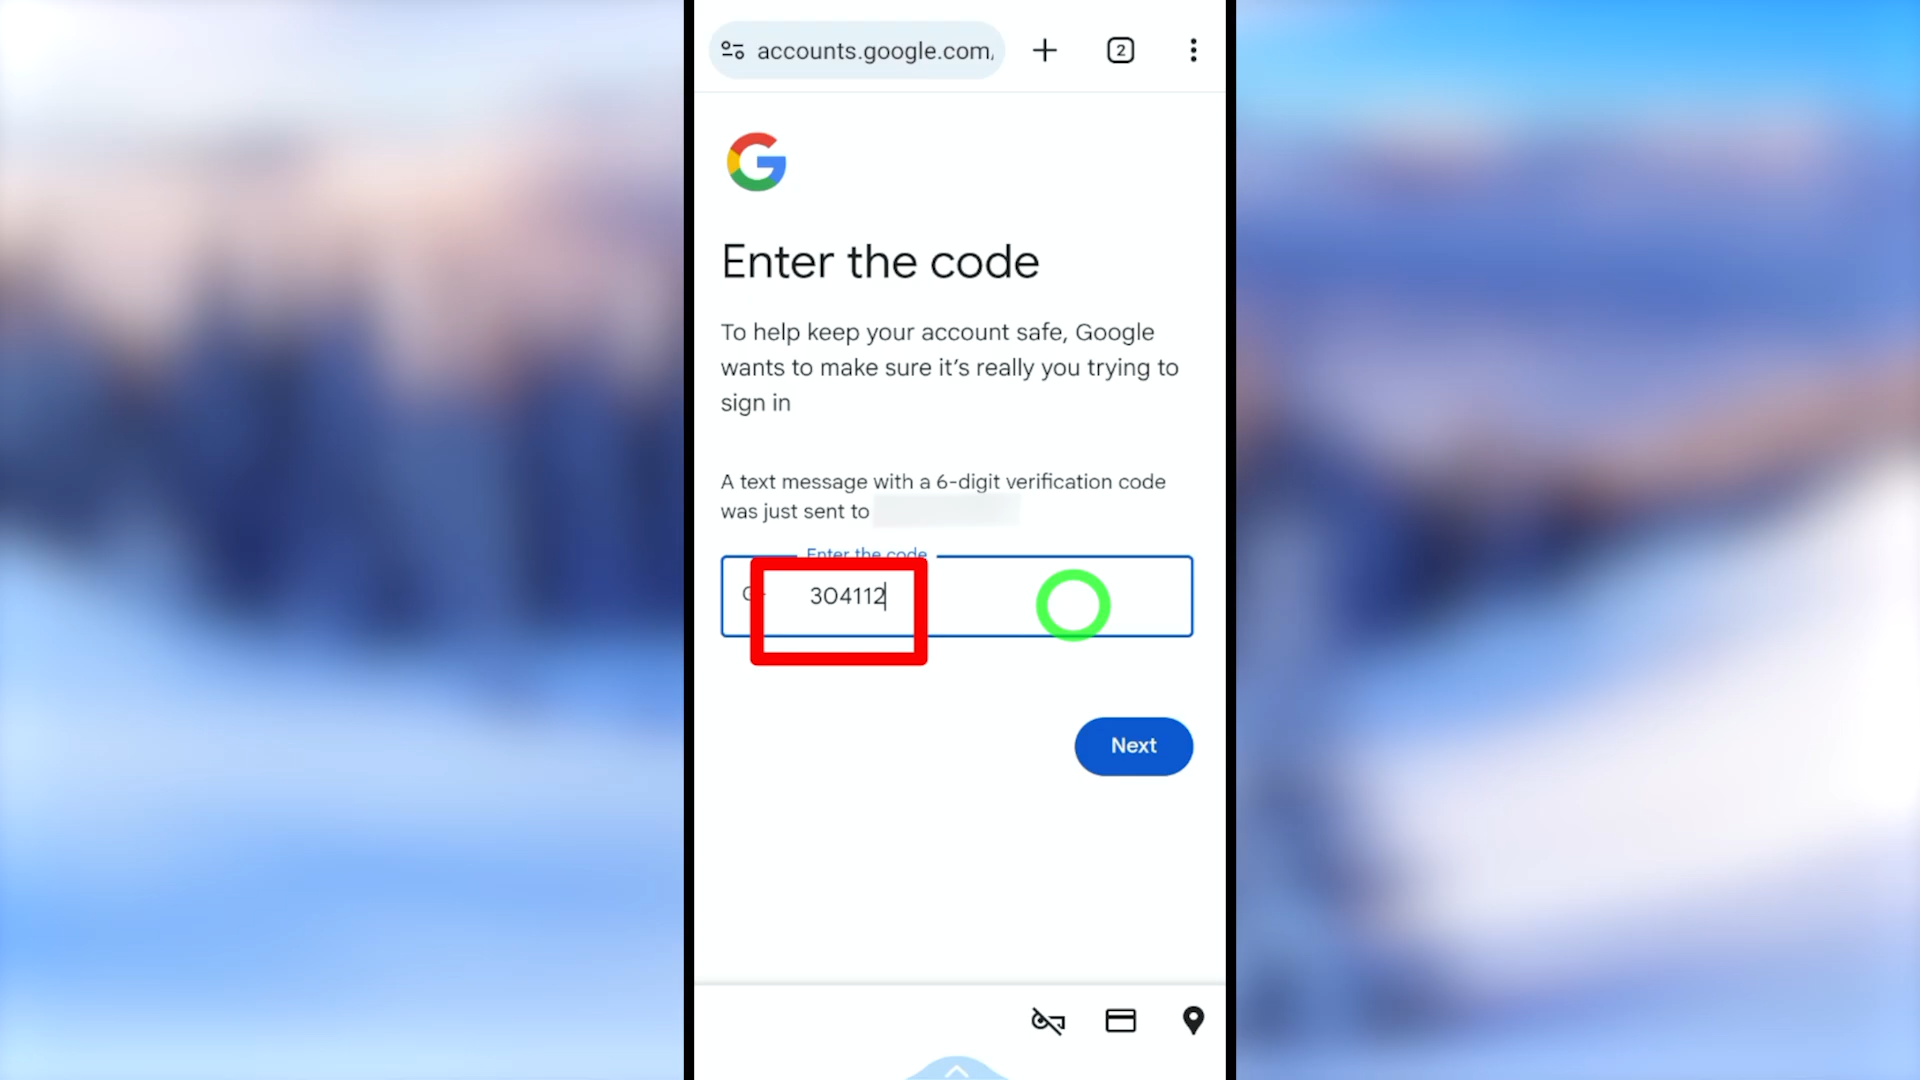 accounts.google.com,
2
Enter the code
To help keep your account safe, Google
wants to make sure it's really you trying to
sign in
A text message with a 6-digit verification code
was just sent to
Enter the code
G-
304112
Next